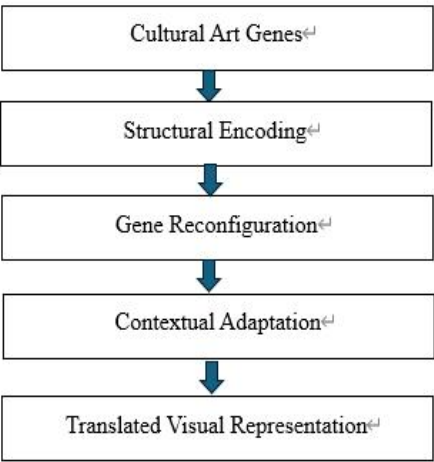 Cultural Art Genes↵
Structural Encoding↵
Gene Reconfiguration↵
Contextual Adaptation↵
Translated Visual Representation↵